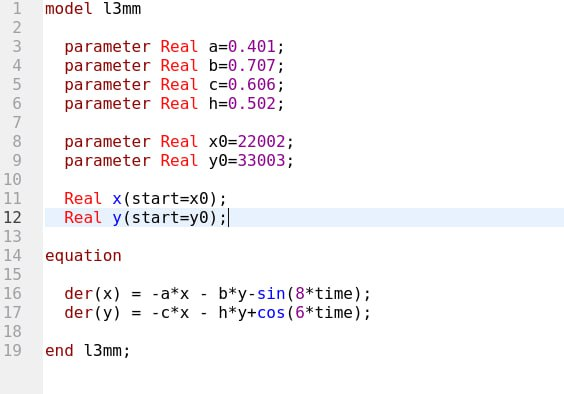 1 model l3mm
2
3 parameter Real a=0.401;
4 parameter Real b=0.707;
5 parameter Real c=0.606;
6 parameter Real h=0.502;
7
8 parameter Real x0=22002;
9 parameter Real y0=33003;
10
11 Real x(start=x0);
12 Real y(start=y0);
13
14 equation
15
16 der(x) = -a*x - b*y-sin(8*time);
17 der(y) = -c*x - h*y+cos(6*time);
18
19 end l3mm;